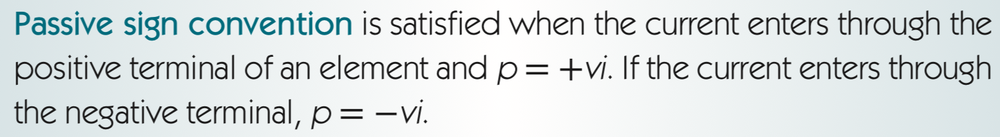 Passive sign convention is satisfied when the current enters through the
positive terminal of an element and p = +vi. If the current enters through
the negative terminal, p = −vi.